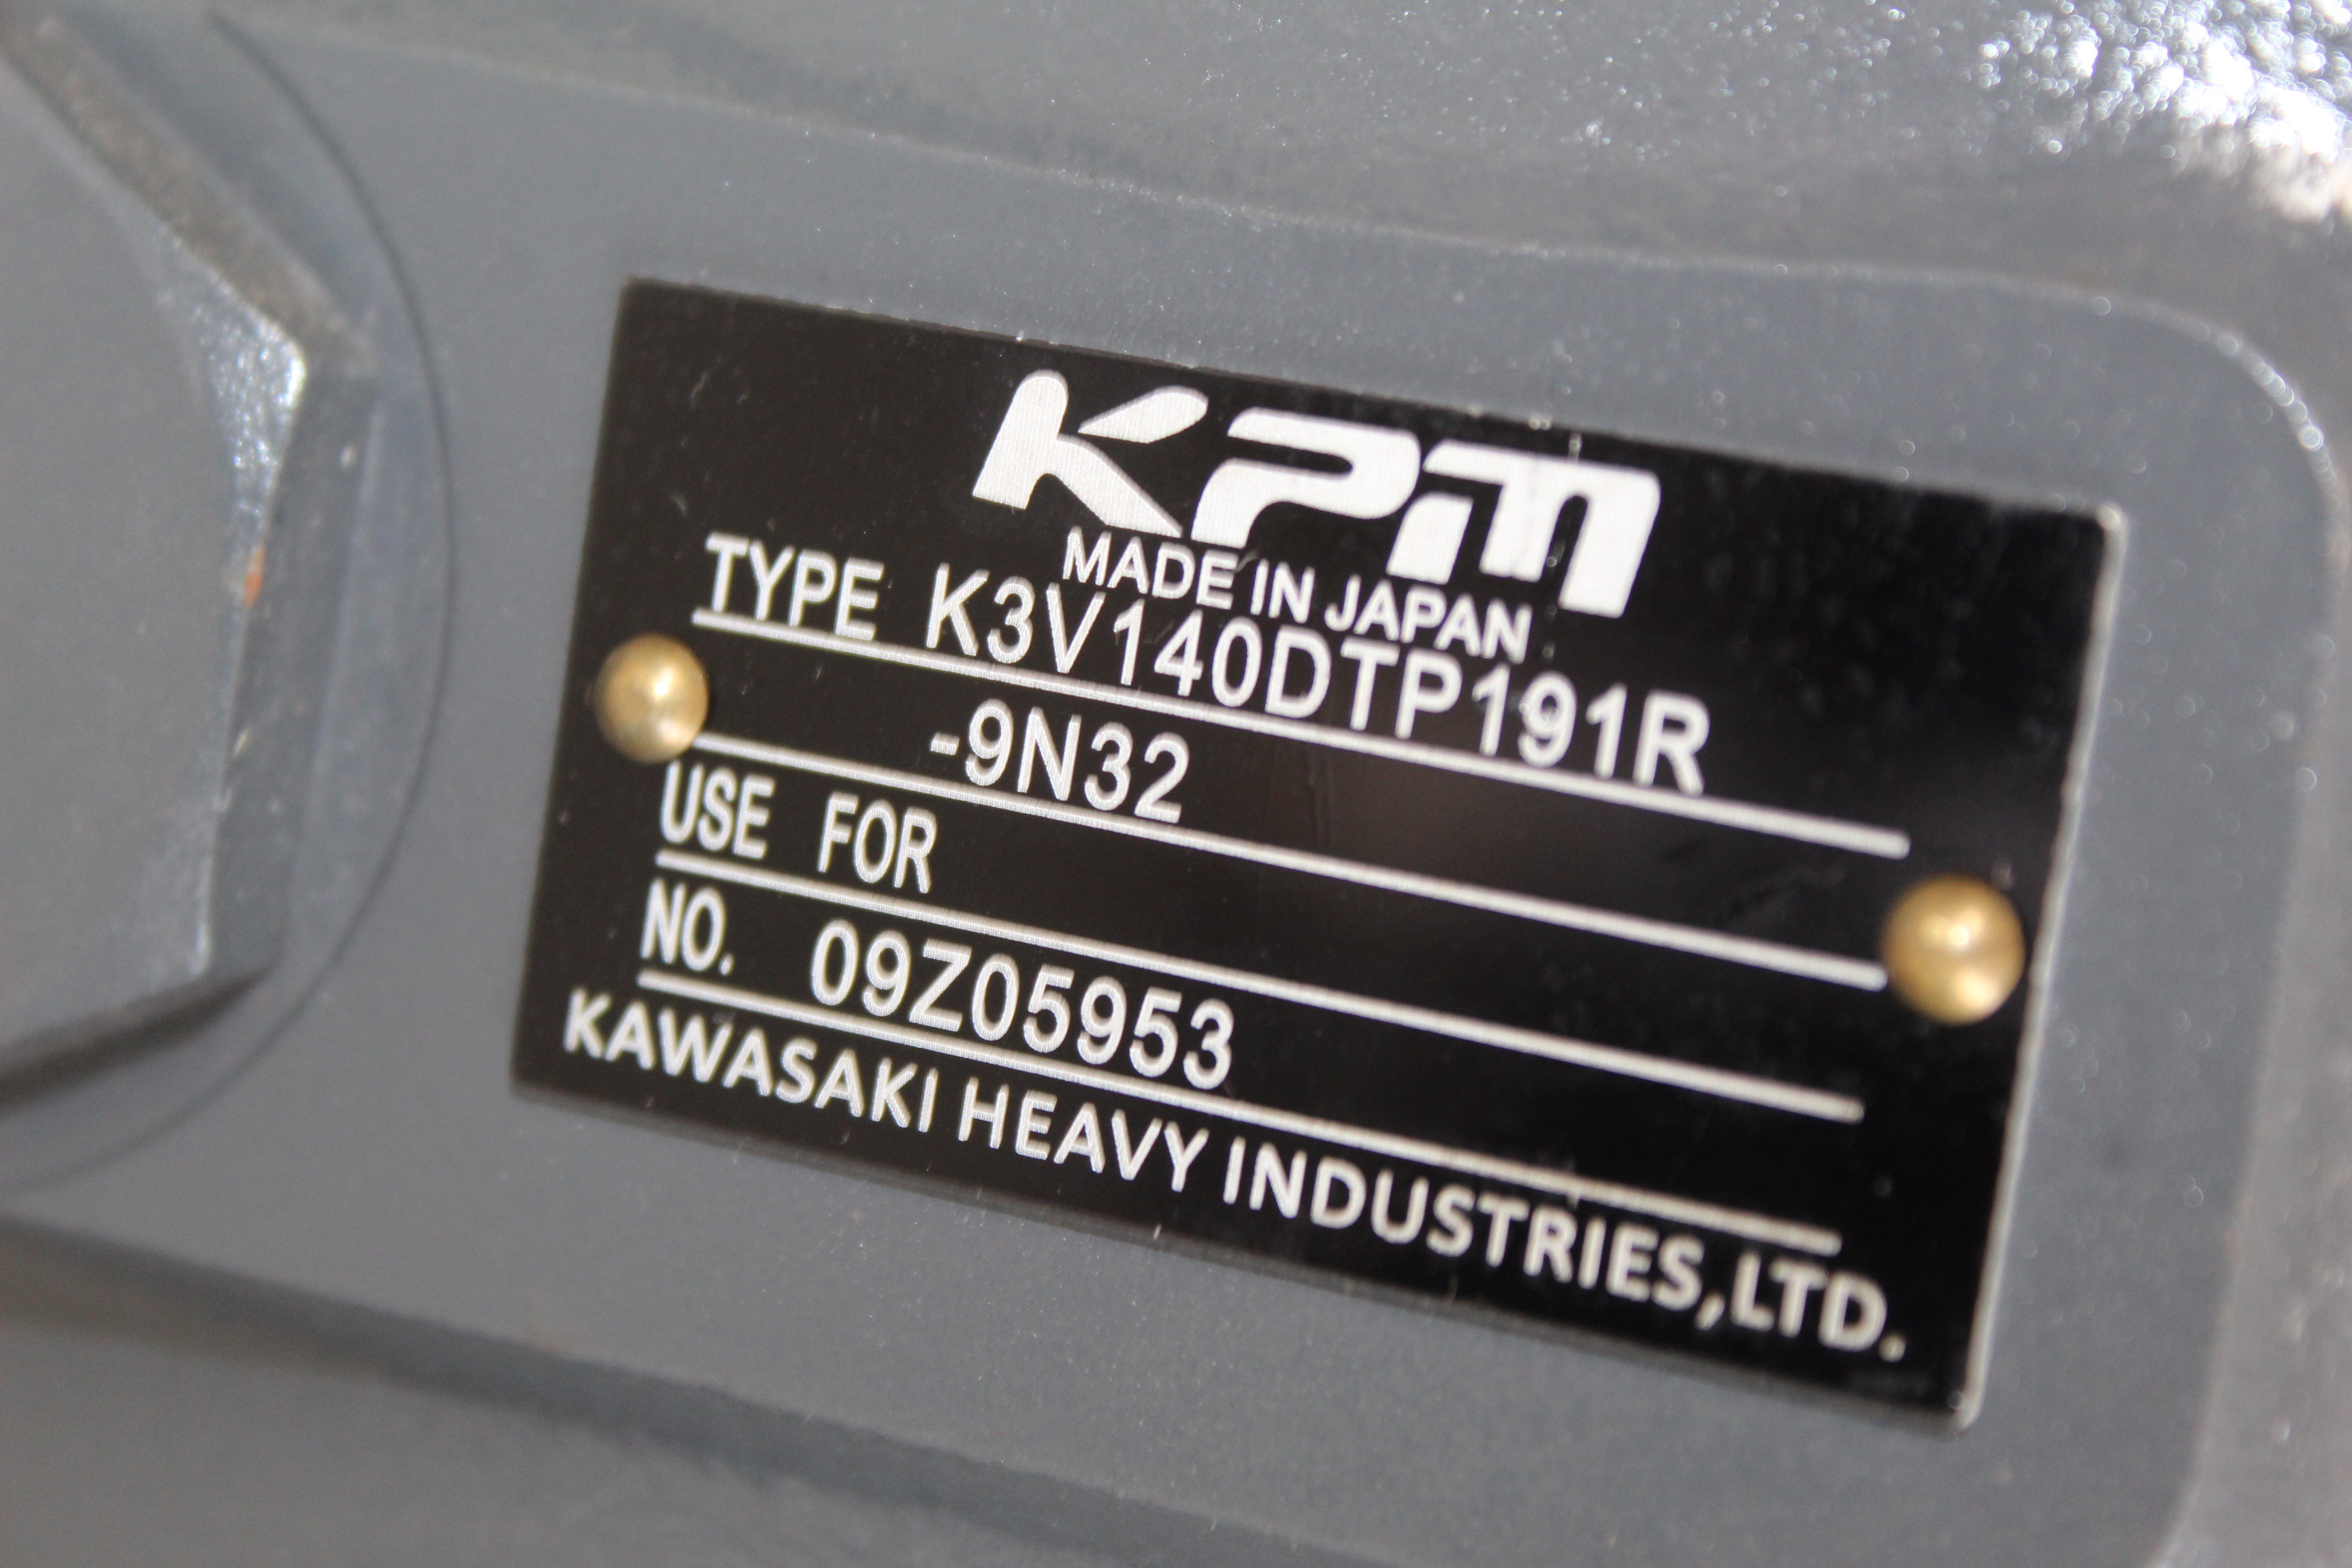 KPM
MADE IN JAPAN
TYPE K3V140DTP191R
-9N32
USE FOR
NO. 09Z05953
KAWASAKI HEAVY INDUSTRIES,LTD.